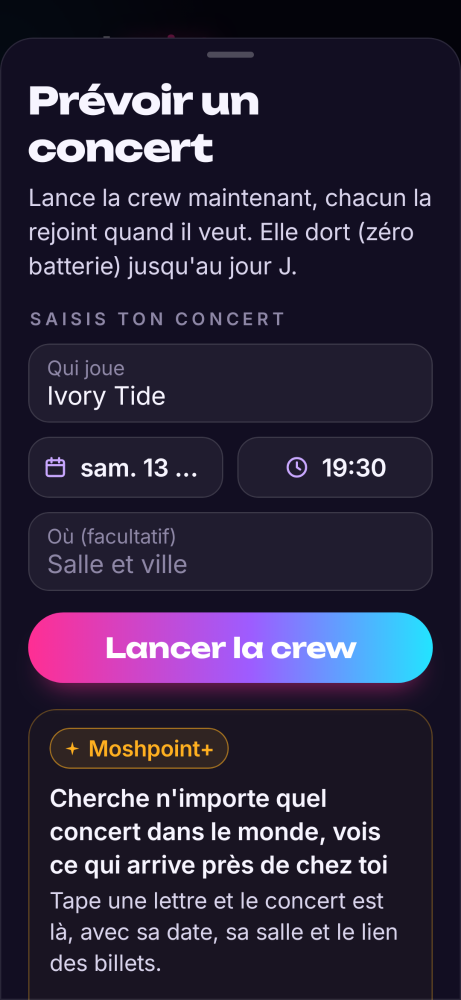 Prévoir un
concert
Lance la crew maintenant, chacun la
rejoint quand il veut. Elle dort (zéro
batterie) jusqu'au jour J.
SAISIS TON CONCERT
Qui joue
Ivory Tide
sam. 13 ...
19:30
Où (facultatif)
Salle et ville
Lancer la crew
Moshpoint+
Cherche n'importe quel
concert dans le monde, vois
ce qui arrive près de chez toi
Tape une lettre et le concert est
là, avec sa date, sa salle et le lien
des billets.